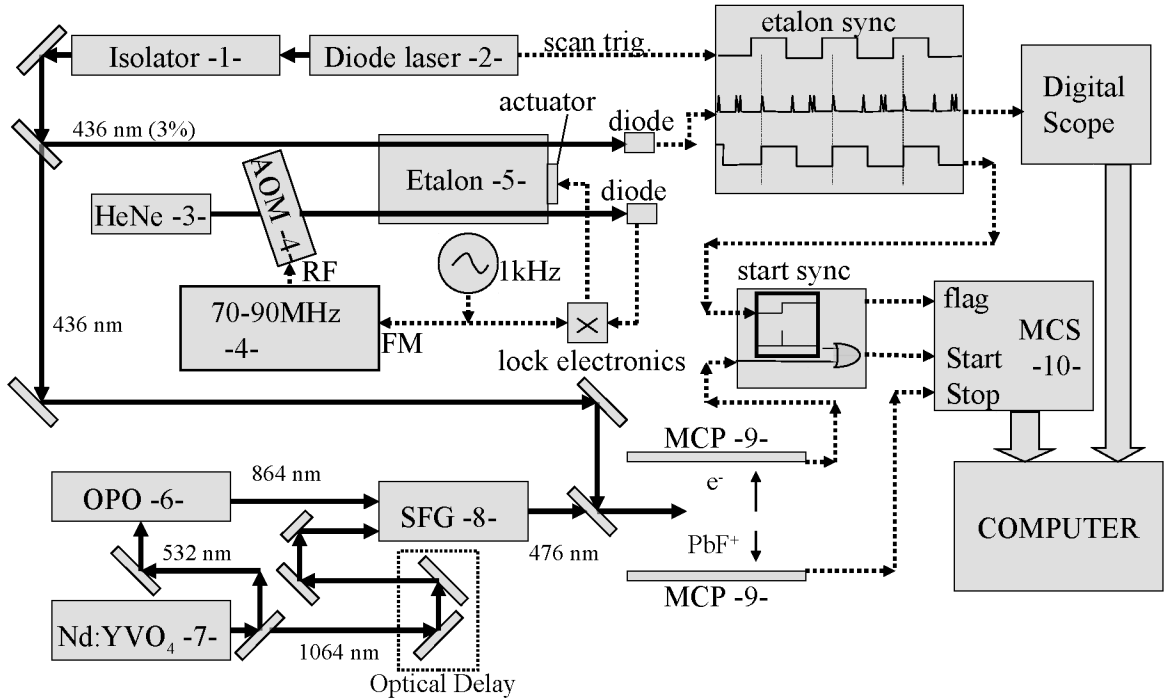 etalon sync
Isolator -1-
Diode laser -2-
scan trig.
actuator
Digital
Scope
436 nm (3%)
diode
Etalon -5-
AOM -4-
HeNe -3-
diode
RF
1kHz
start sync
70-90MHz
-4-
FM
flag
MCS
-10-
Start
Stop
436 nm
lock electronics
MCP -9-
864 nm
OPO -6-
SFG -8-
e-
COMPUTER
532 nm
476 nm
PbF+
MCP -9-
Nd:YVO4 -7-
1064 nm
Optical Delay